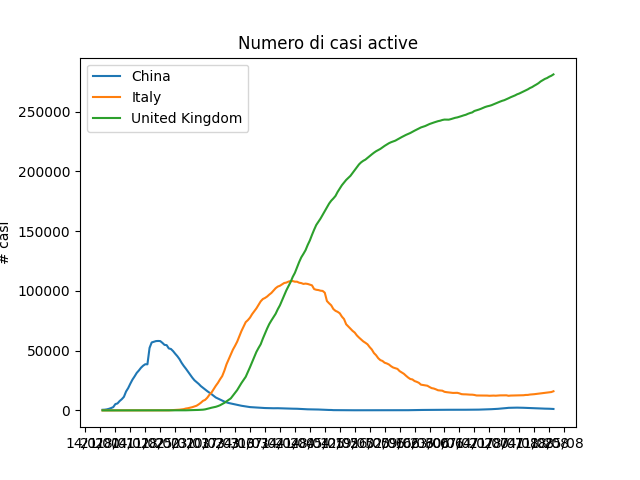 Numero di casi active
China
Italy
United Kingdom
# casi
250000
200000
150000
100000
50000
0